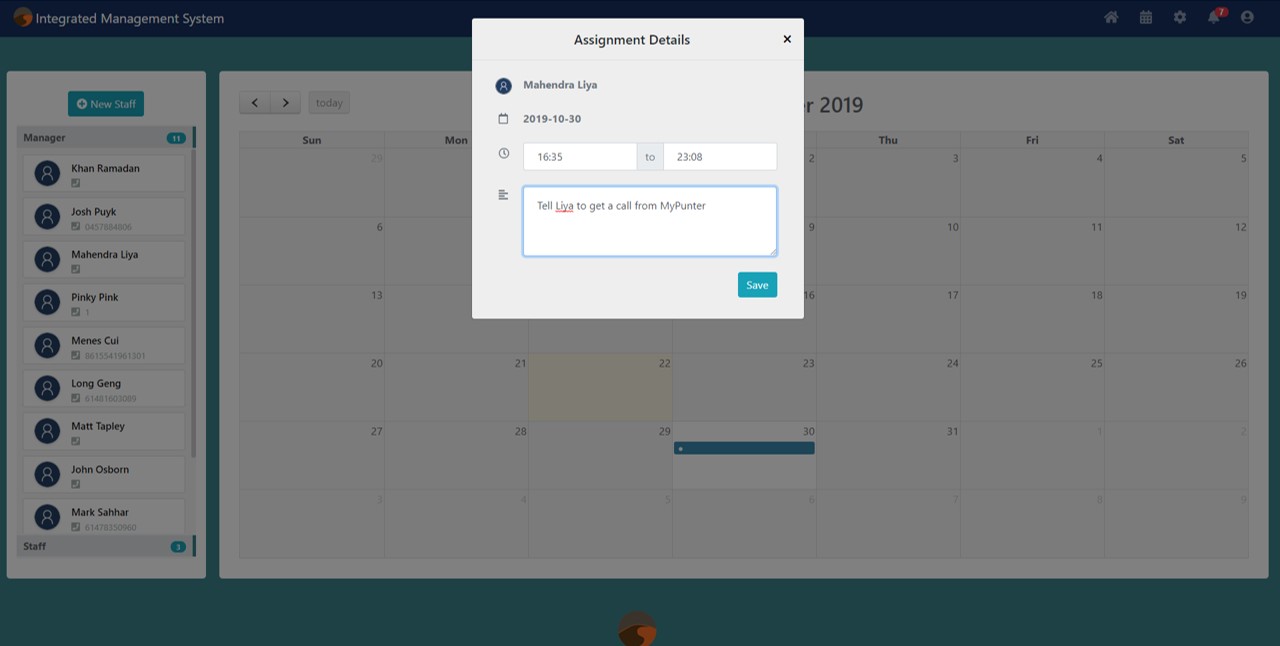 Integrated Management System
7
Assignment Details
×
Mahendra Liya
2019-10-30
16:35 to 23:08
Tell Liya to get a call from MyPunter
Save
New Staff
Manager 11
Khan Ramadan
Josh Puyk
0457884806
Mahendra Liya
Pinky Pink
1
Menes Cui
8615541961301
Long Geng
61481603089
Matt Tapley
John Osborn
Mark Sahhar
61478350960
Staff 3
< > today
r 2019
Sun Mon Thu Fri Sat
29 2 3 4 5
6 9 10 11 12
13 16 17 18 19
20 21 22 23 24 25 26
27 28 29 30 31 1 2
3 4 5 6 7 8 9